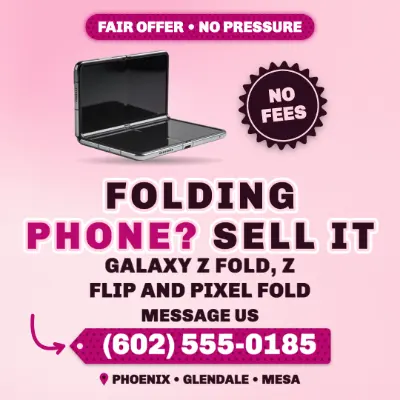 FAIR OFFER • NO PRESSURE
NO
FEES
FOLDING
PHONE? SELL IT
GALAXY Z FOLD, Z
FLIP AND PIXEL FOLD
MESSAGE US
(602) 555-0185
PHOENIX • GLENDALE • MESA